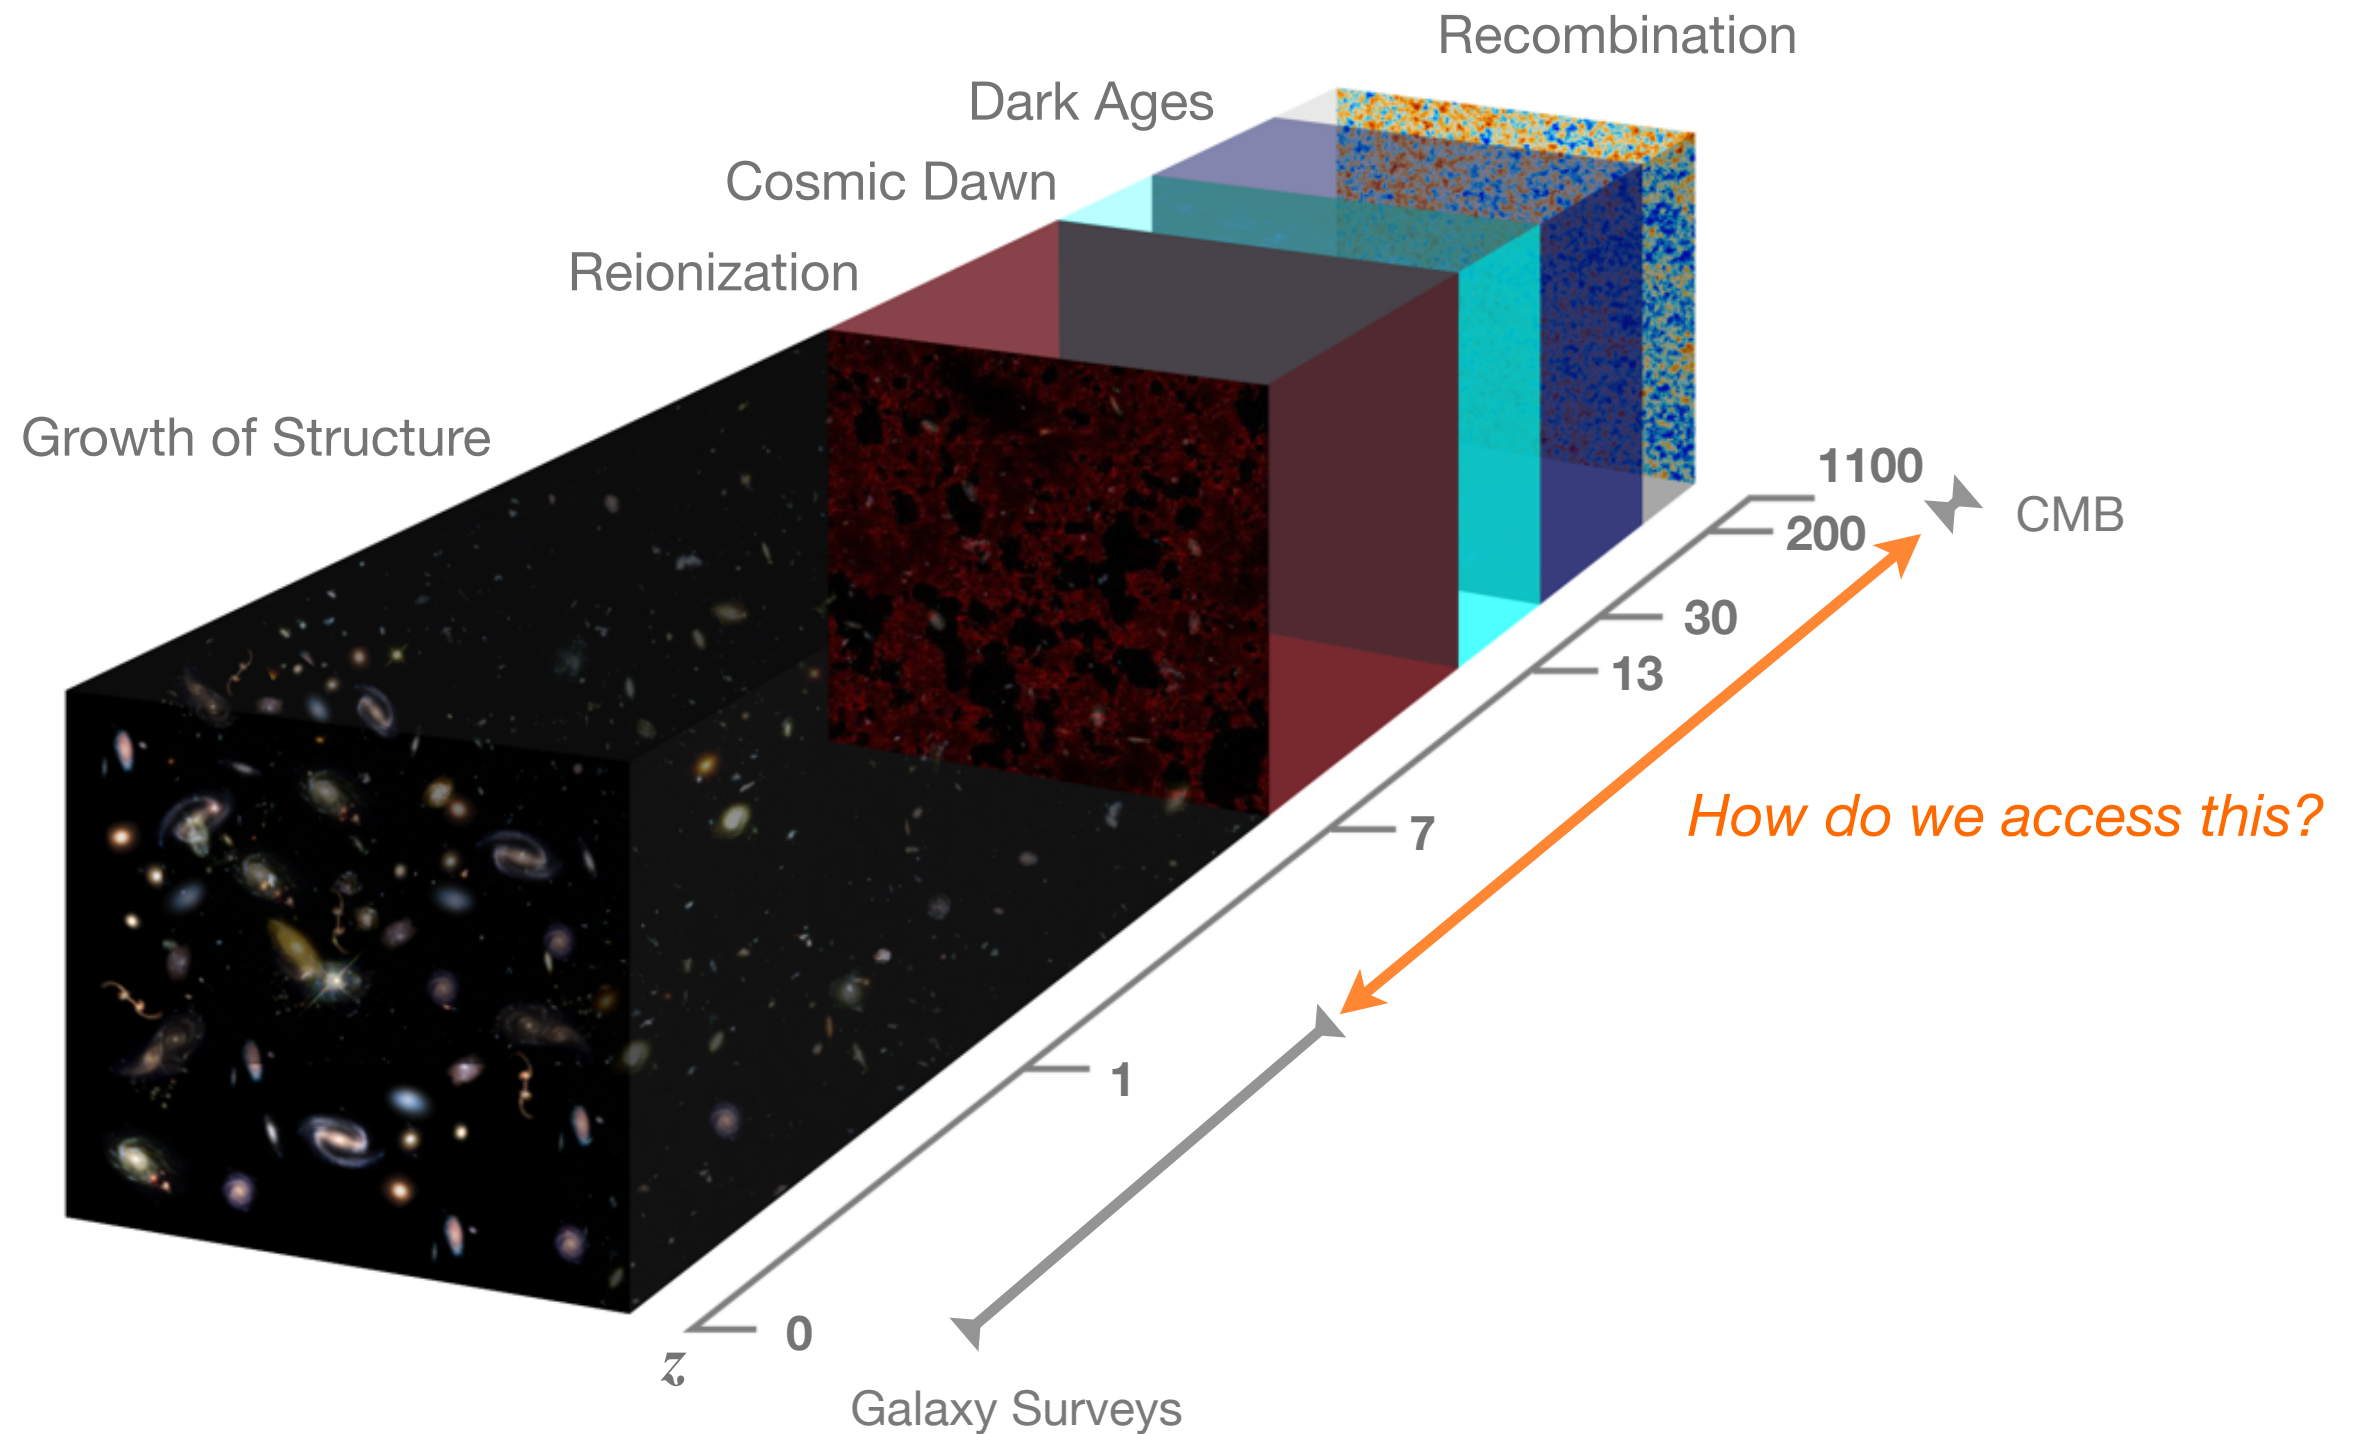 Recombination
Dark Ages
Cosmic Dawn
Reionization
Growth of Structure
1100
CMB
200
30
13
How do we access this?
7
1
0
z
Galaxy Surveys